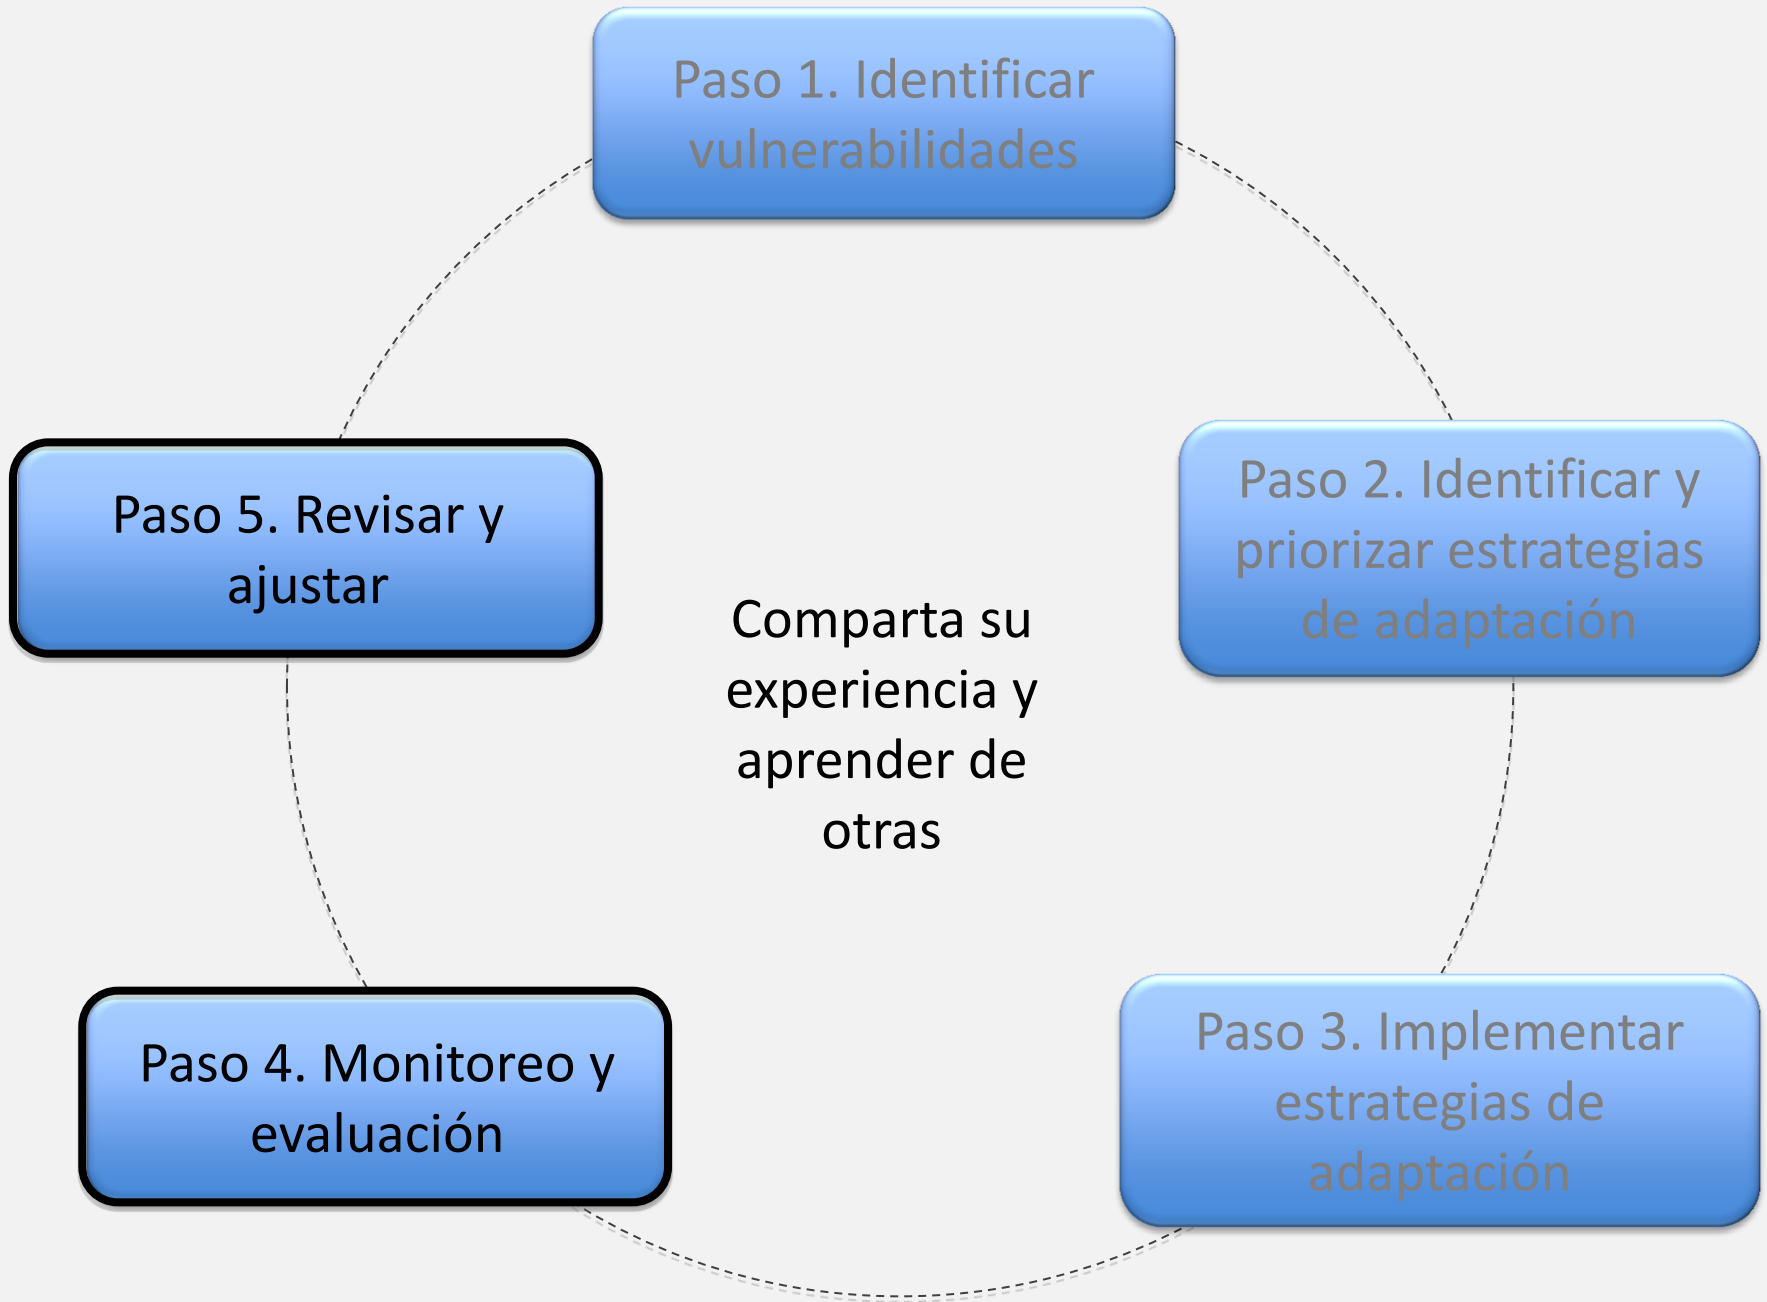 Paso 1. Identificar
vulnerabilidades
Paso 2. Identificar y
priorizar estrategias
de adaptación
Paso 3. Implementar
estrategias de
adaptación
Paso 4. Monitoreo y
evaluación
Paso 5. Revisar y
ajustar
Comparta su
experiencia y
aprender de
otras